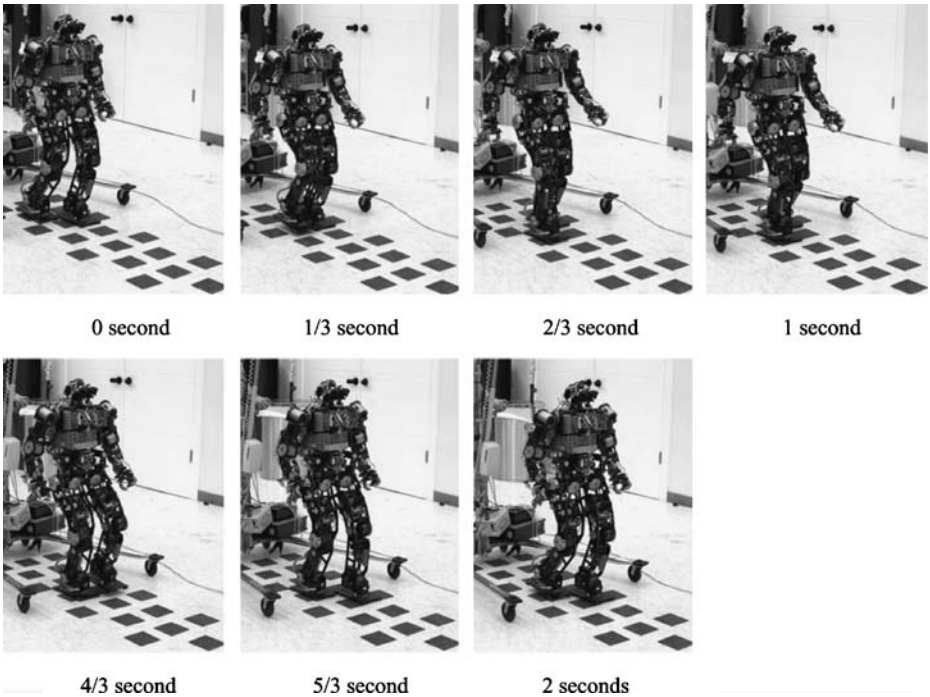 0 second
1/3 second
2/3 second
1 second
4/3 second
5/3 second
2 seconds